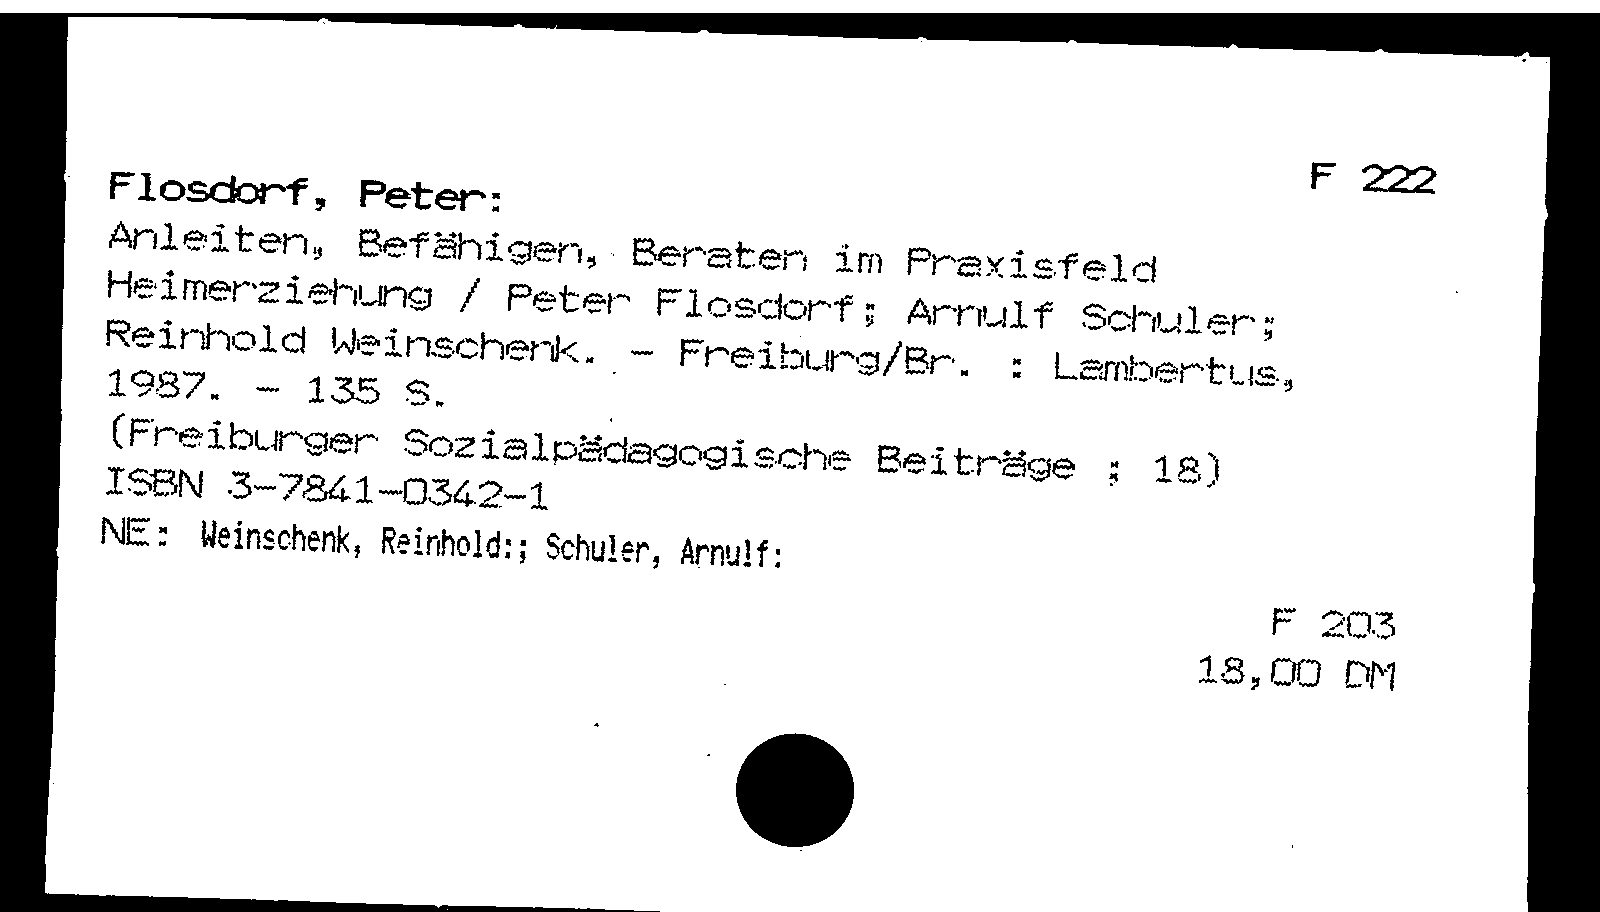 F 222
Flosdorf, Peter:
Anleiten, Befähigen, Beraten im Praxisfeld
Heimerziehung / Peter Flosdorf; Arnulf Schuler;
Reinhold Weinschenk. - Freiburg/Br. : Lambertus,
1987. - 135 S.
(Freiburger Sozialpädagogische Beiträge ; 18)
ISBN 3-7841-0342-1
NE: Weinschenk, Reinhold:; Schuler, Arnulf:
F 203
18,00 DM